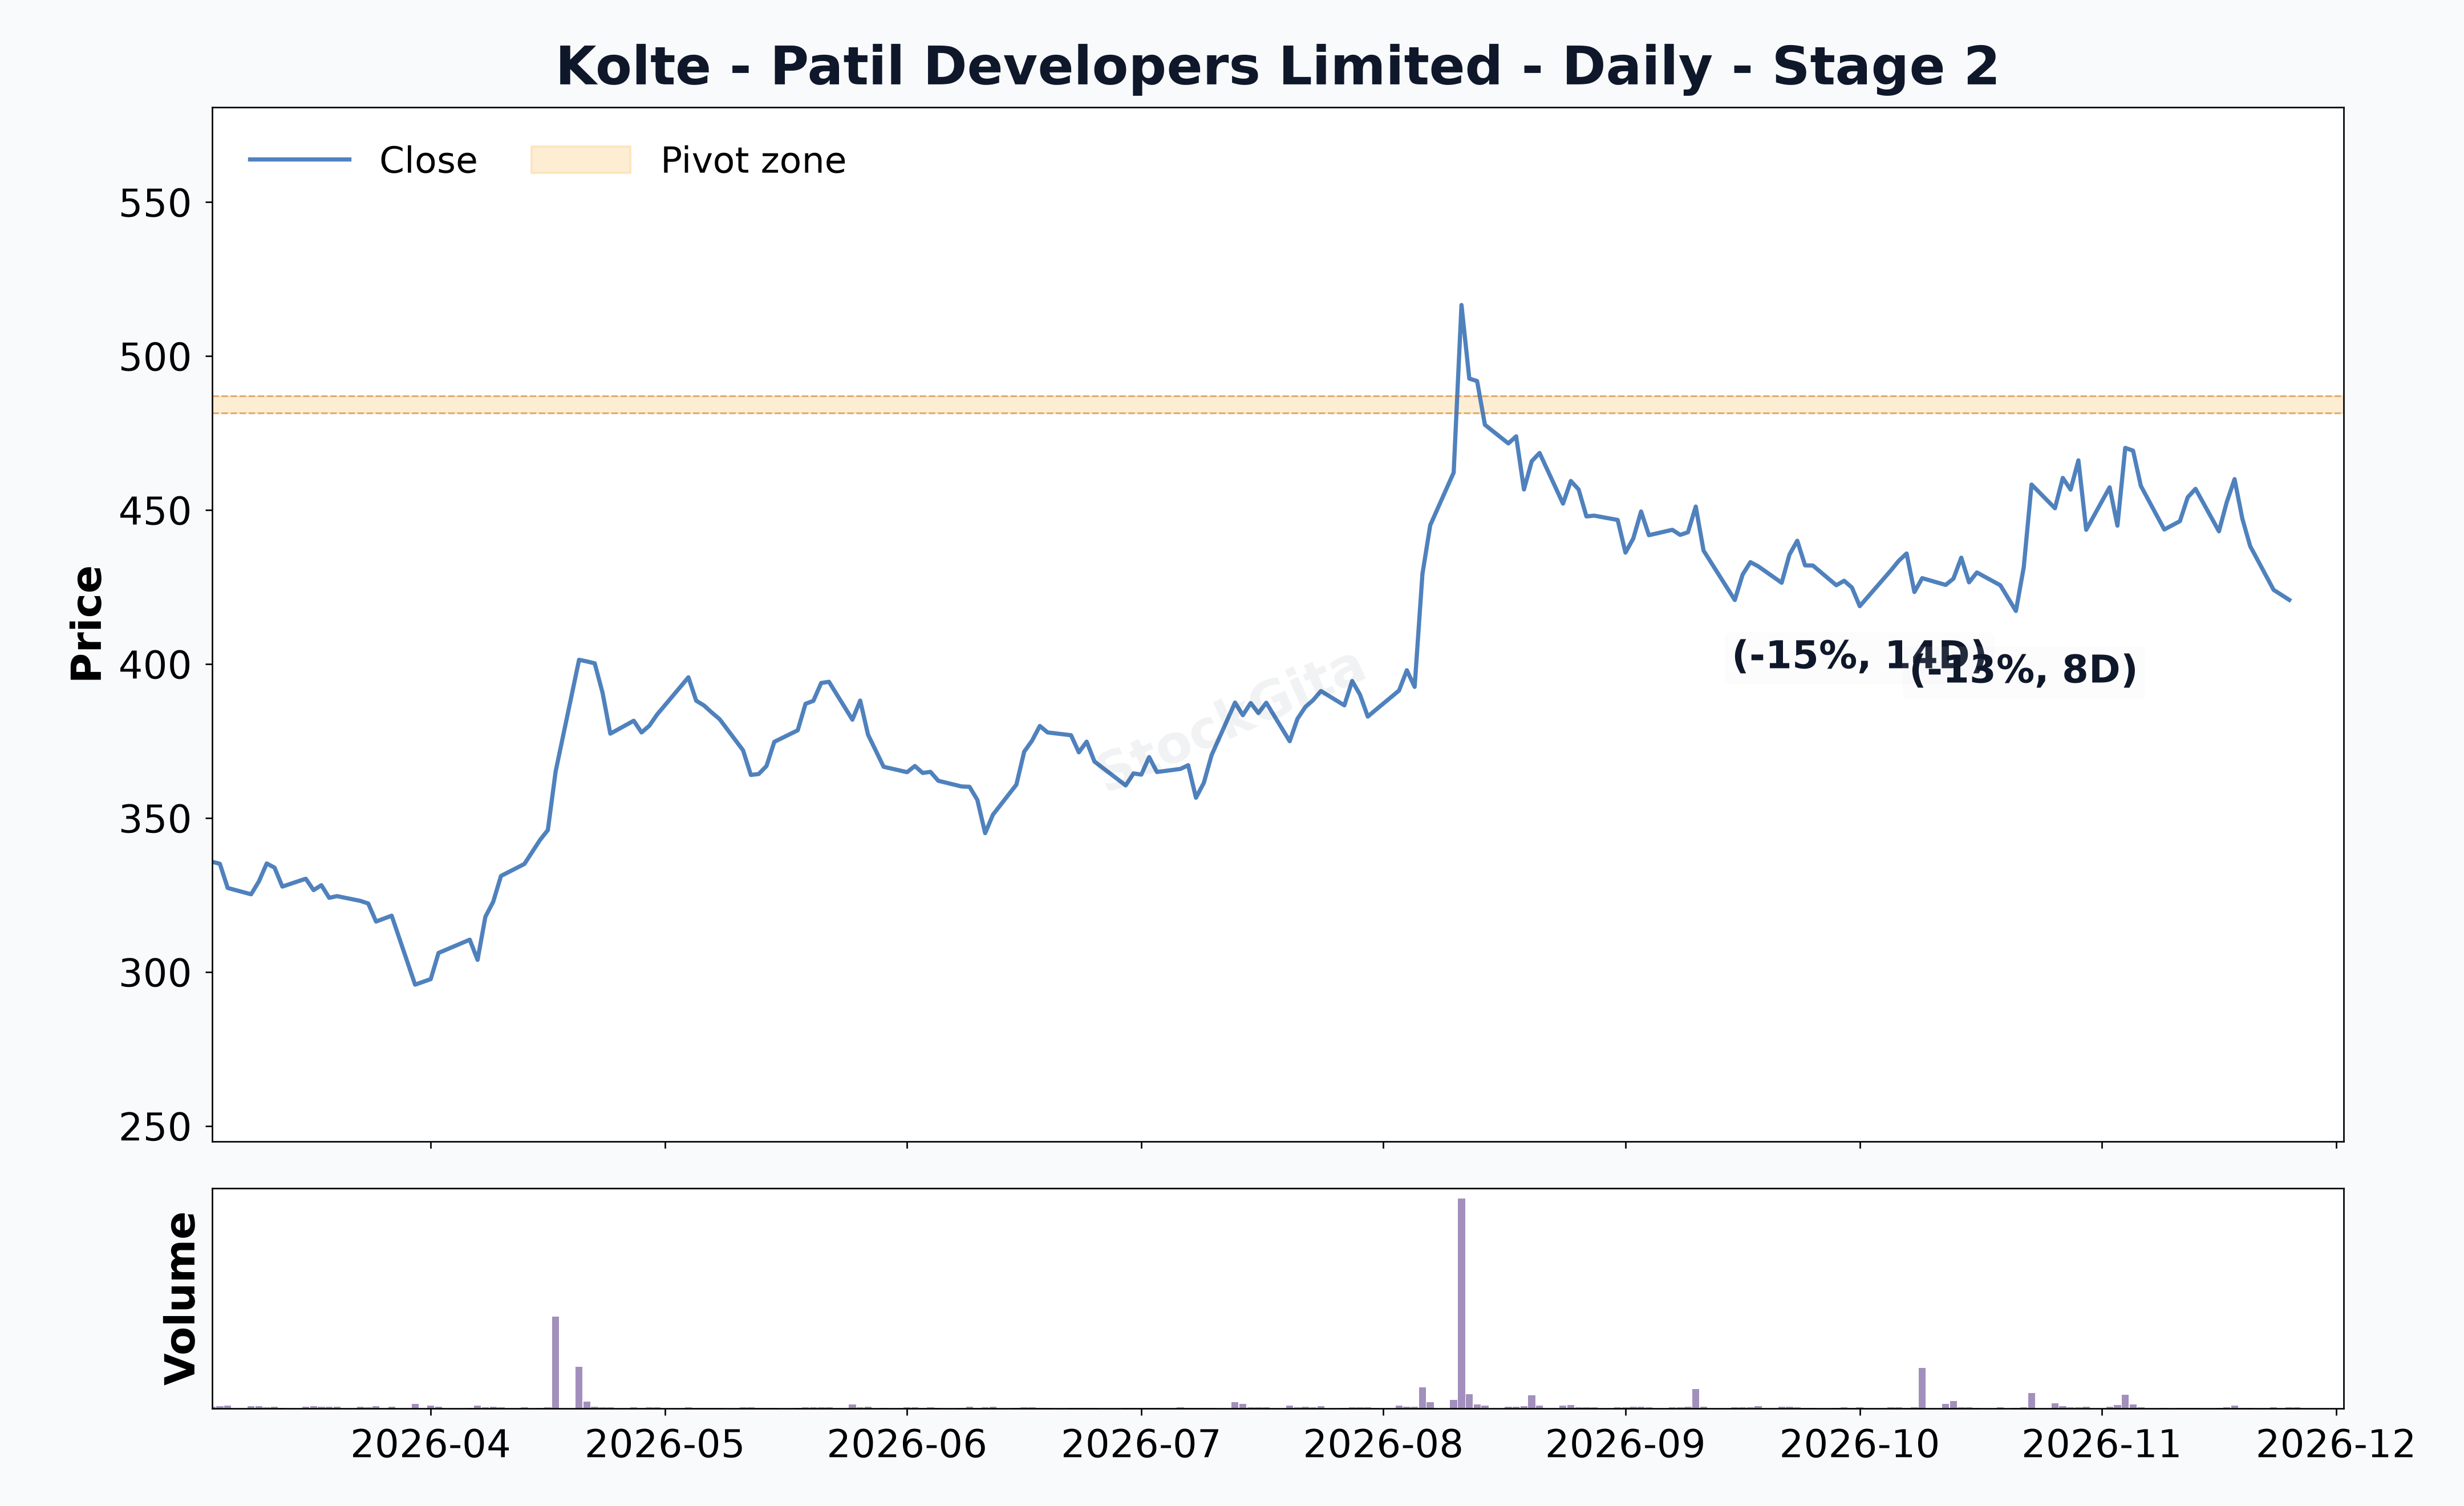 Kolte - Patil Developers Limited - Daily - Stage 2
Close
Pivot zone
550
500
450
400
350
300
250
Price
(-15%, 14D)
(-13%, 8D)
StockGita
Volume
2026-04
2026-05
2026-06
2026-07
2026-08
2026-09
2026-10
2026-11
2026-12